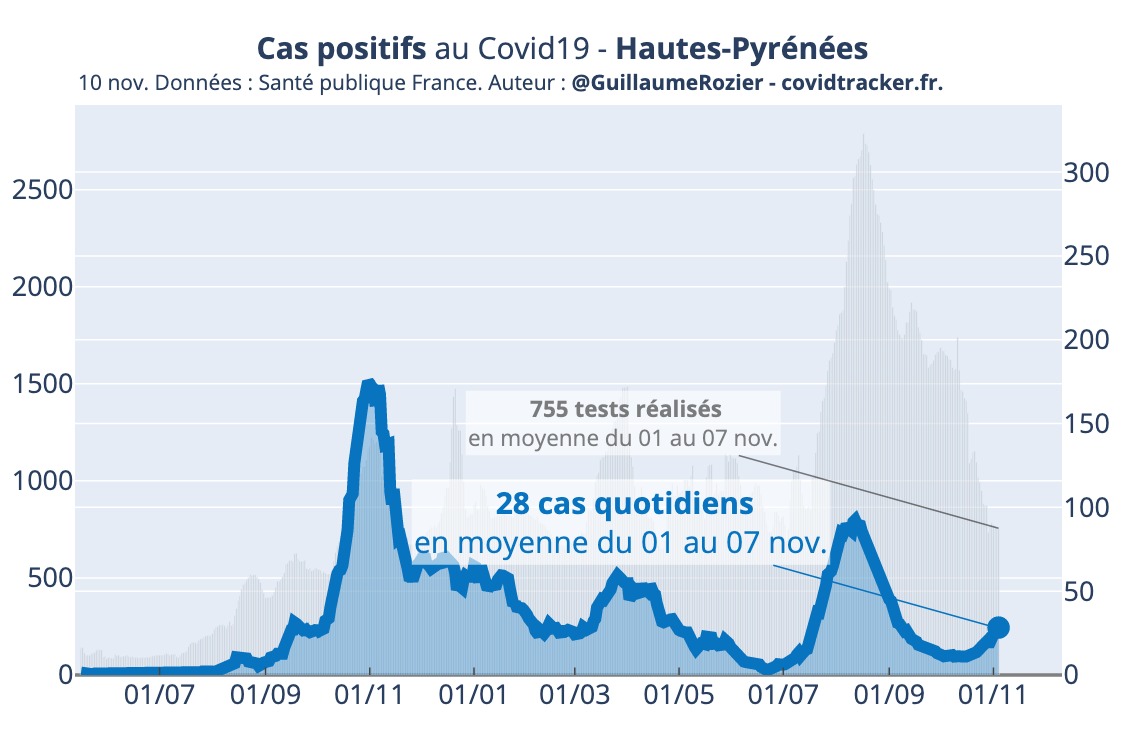 Cas positifs au Covid19 - Hautes-Pyrénées
10 nov. Données : Santé publique France. Auteur : @GuillaumeRozier - covidtracker.fr.
2500
2000
1500
1000
500
0
300
250
200
150
100
50
0
755 tests réalisés
en moyenne du 01 au 07 nov.
28 cas quotidiens
en moyenne du 01 au 07 nov.
01/07 01/09 01/11 01/01 01/03 01/05 01/07 01/09 01/11